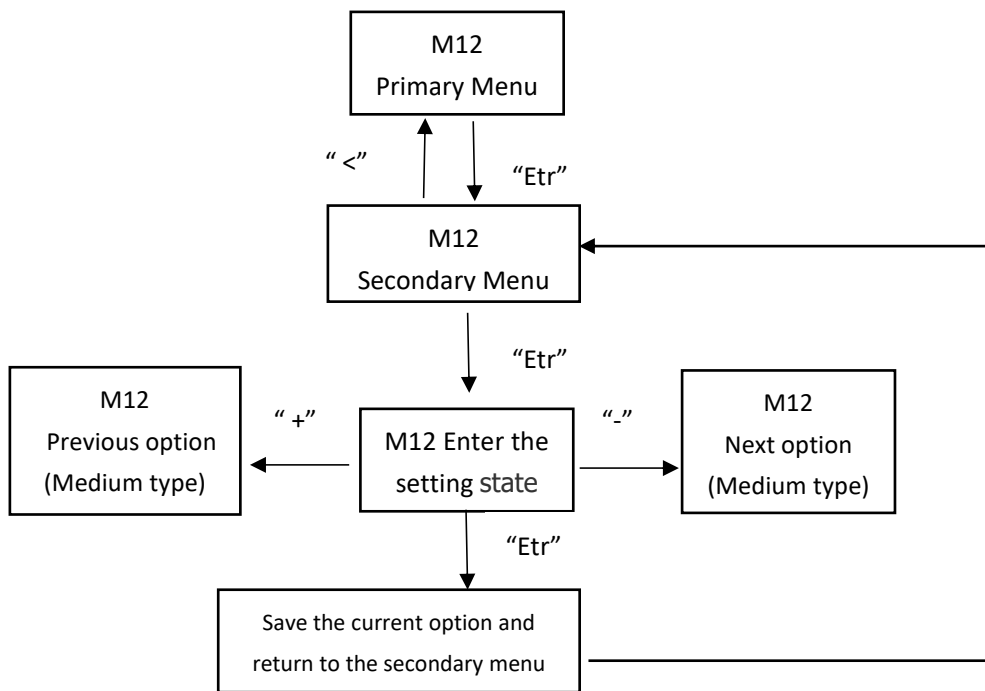 M12
Primary Menu
“ <”
“Etr”
M12
Secondary Menu
“Etr”
M12
Previous option
(Medium type)
“ +”
M12 Enter the
setting state
“-”
M12
Next option
(Medium type)
“Etr”
Save the current option and
return to the secondary menu